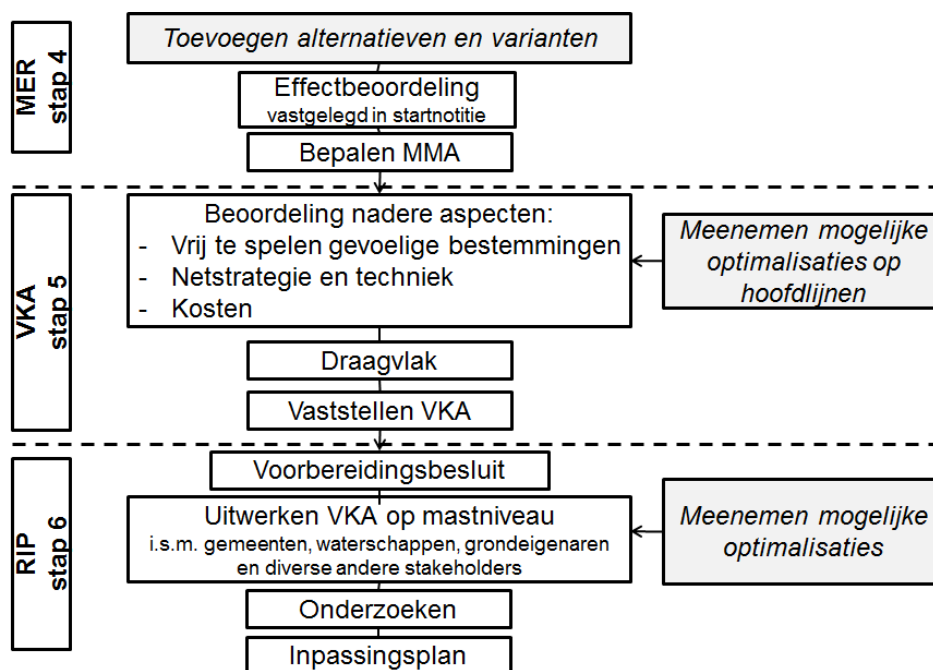 MER
stap 4
Toevoegen alternatieven en varianten
Effectbeoordeling
vastgelegd in startnotitie
Bepalen MMA
VKA
stap 5
Beoordeling nadere aspecten:
- Vrij te spelen gevoelige bestemmingen
- Netstrategie en techniek
- Kosten
Meenemen mogelijke
optimalisaties op
hoofdlijnen
Draagvlak
Vaststellen VKA
RIP
stap 6
Voorbereidingsbesluit
Uitwerken VKA op mastniveau
i.s.m. gemeenten, waterschappen, grondeigenaren
en diverse andere stakeholders
Meenemen mogelijke
optimalisaties
Onderzoeken
Inpassingsplan